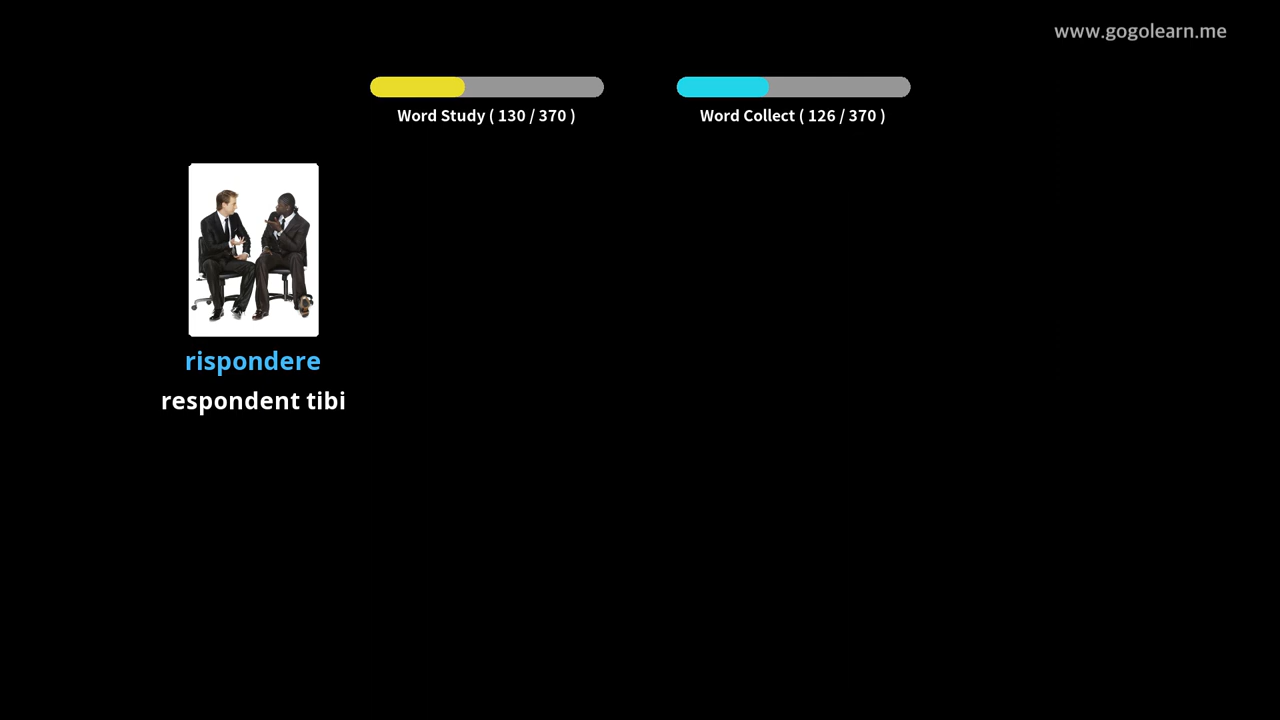 www.gogolearn.me
Word Study ( 130 / 370 )
Word Collect ( 126 / 370 )
rispondere
respondent tibi